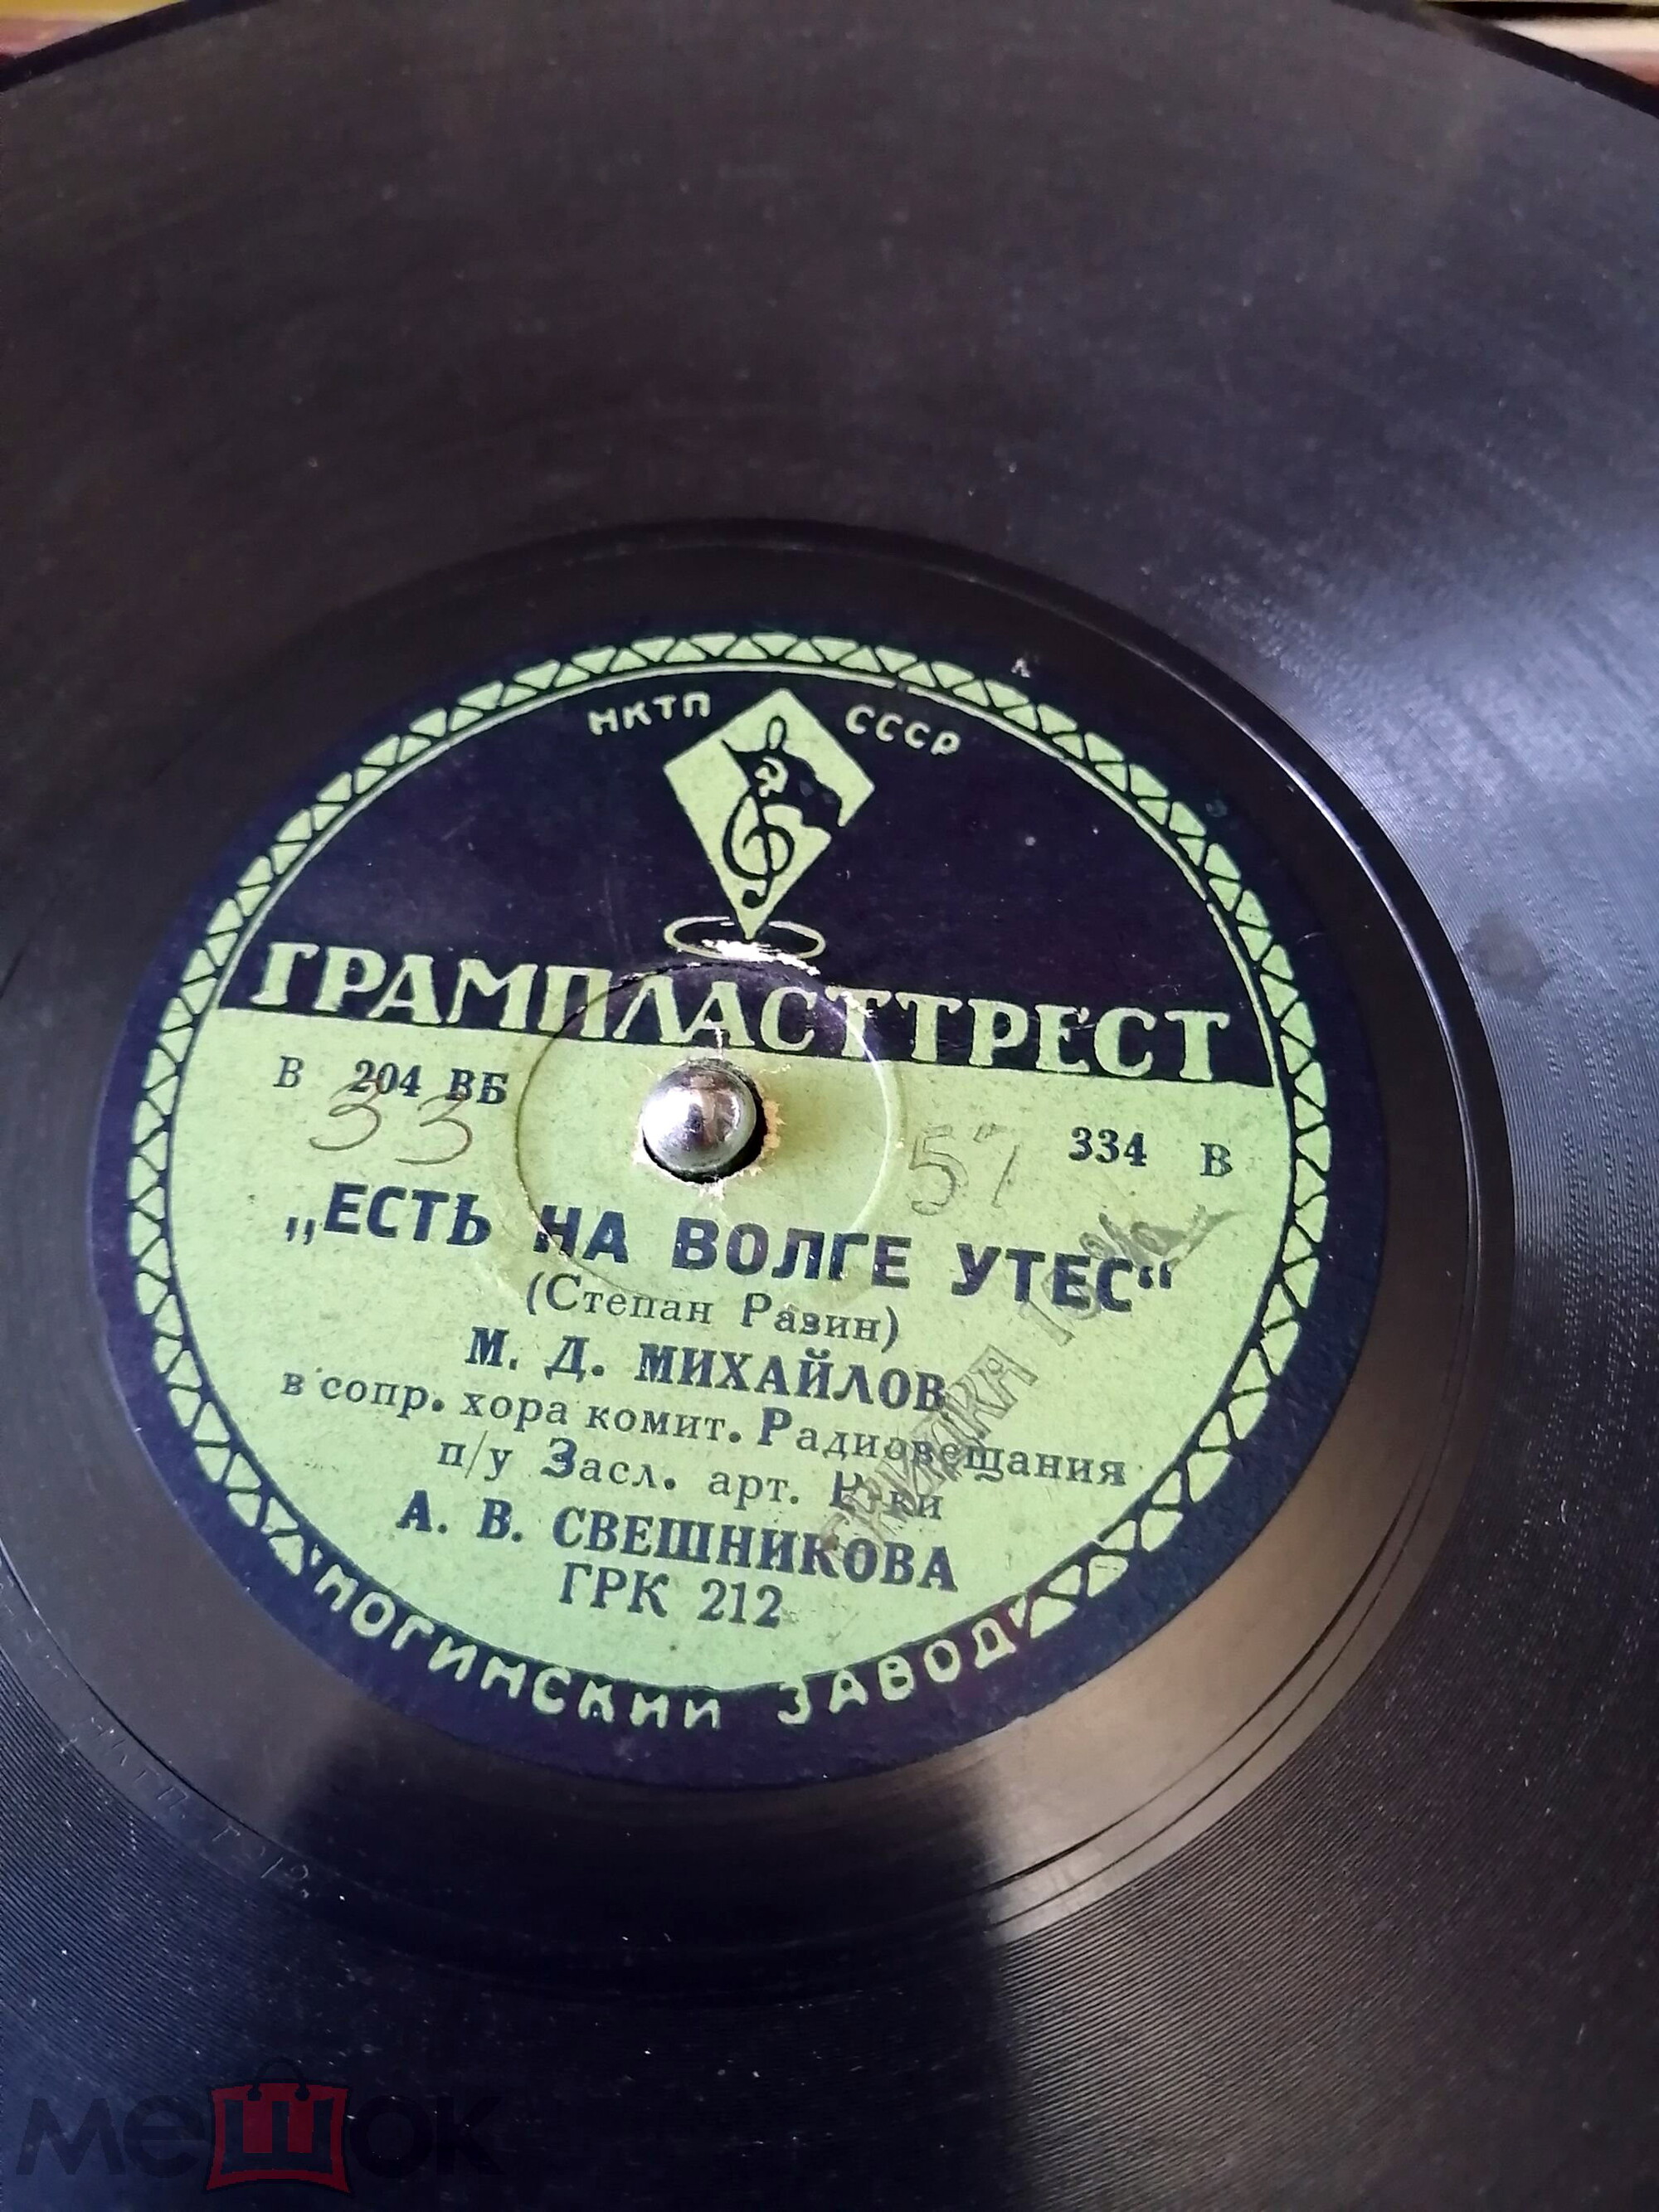 НКТП СССР
ГРАМПЛАСТТРЕСТ
В 204 ВБ
334 В
33
57
„ЕСТЬ НА ВОЛГЕ УТЕС“
(Степан Разин)
М. Д. МИХАЙЛОВ
в сопр. хора комит. Радиовещания
п/у Засл. арт. Р-ки
А. В. СВЕШНИКОВА
ГРК 212
НОГИНСКИЙ ЗАВОД
мешок